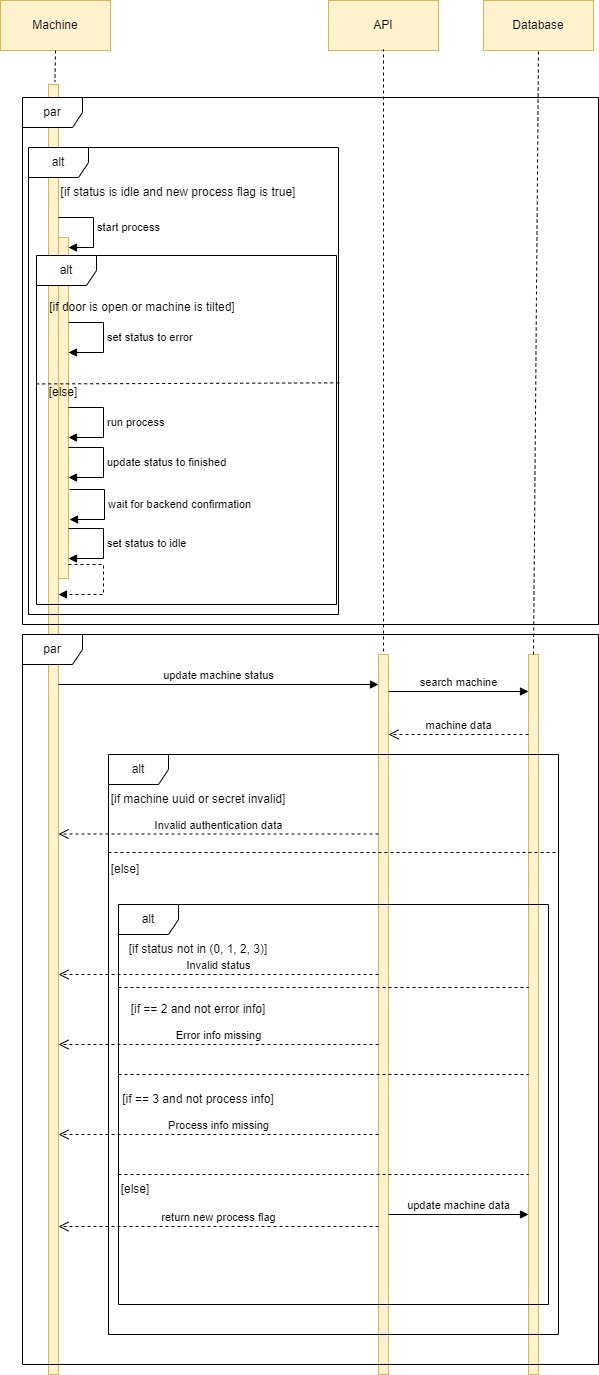 Machine
API
Database
par
alt
[if status is idle and new process flag is true]
start process
alt
[if door is open or machine is tilted]
set status to error
[else]
run process
update status to finished
wait for backend confirmation
set status to idle
par
update machine status
search machine
machine data
alt
[if machine uuid or secret invalid]
Invalid authentication data
[else]
alt
[if status not in (0, 1, 2, 3)]
Invalid status
[if == 2 and not error info]
Error info missing
[if == 3 and not process info]
Process info missing
[else]
update machine data
return new process flag